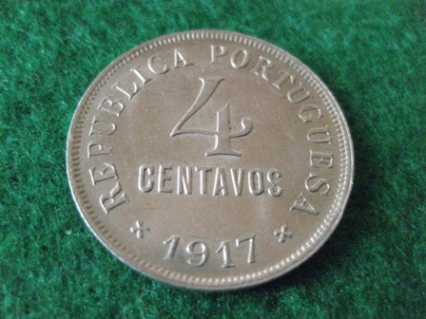 REPUBLICA PORTUGUESA
4
CENTAVOS
* 1917 *